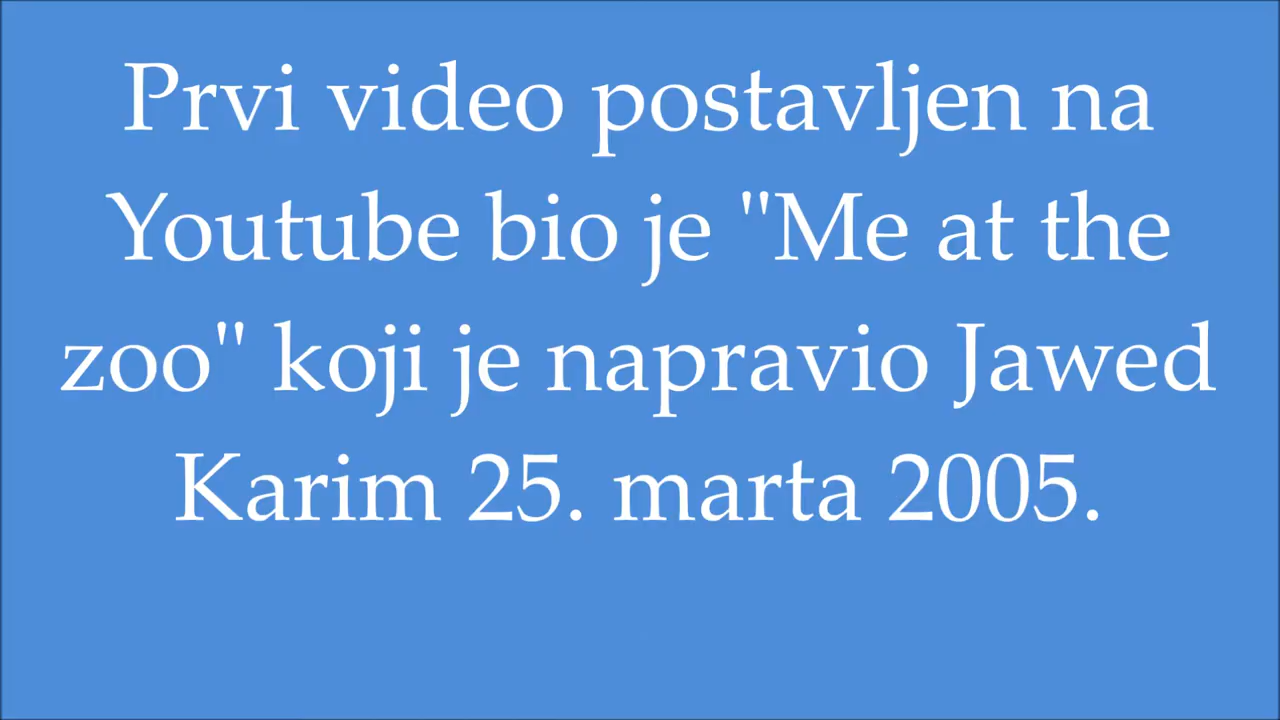 Prvi video postavljen na
Youtube bio je "Me at the
zoo" koji je napravio Jawed
Karim 25. marta 2005.